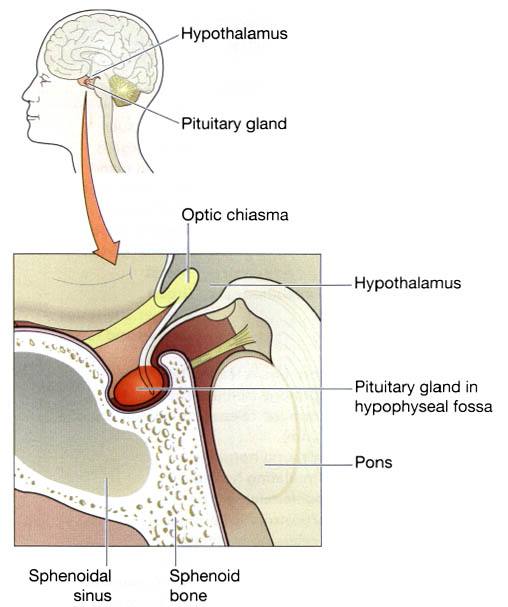 Hypothalamus
Pituitary gland
Optic chiasma
Hypothalamus
Pituitary gland in
hypophyseal fossa
Pons
Sphenoidal
sinus
Sphenoid
bone